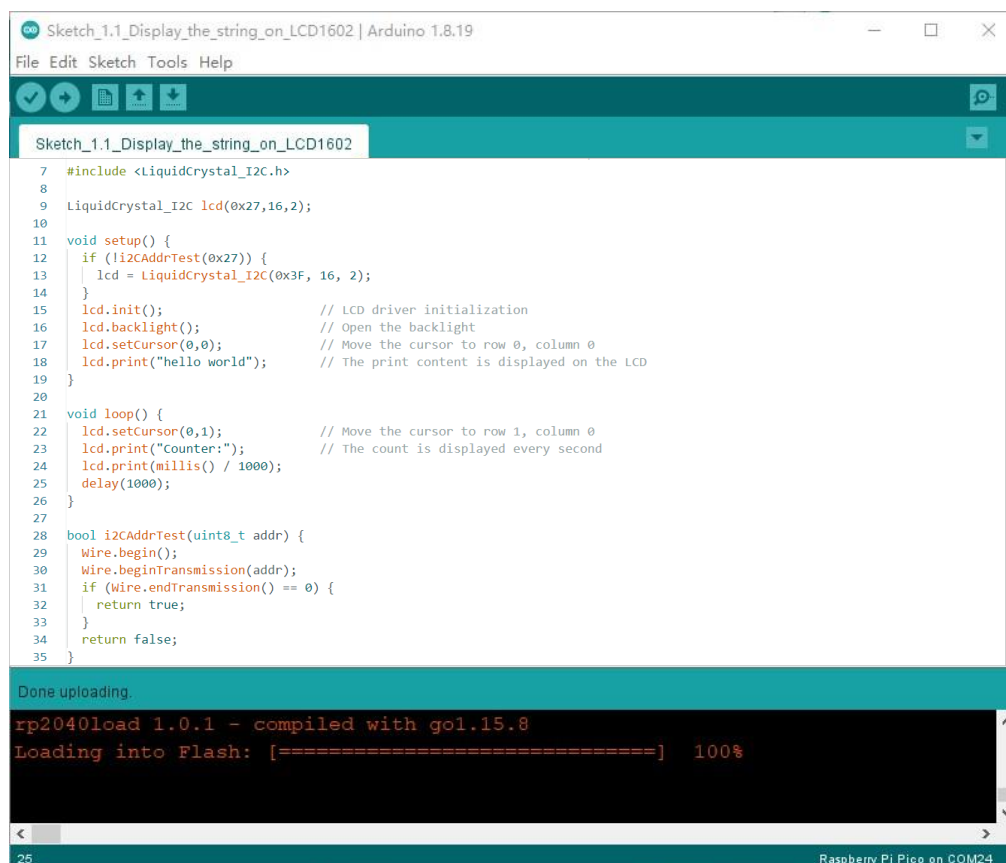 Sketch_1.1_Display_the_string_on_LCD1602 | Arduino 1.8.19
File Edit Sketch Tools Help
Sketch_1.1_Display_the_string_on_LCD1602
7 #include <LiquidCrystal_I2C.h>
8
9 LiquidCrystal_I2C lcd(0x27,16,2);
10
11 void setup() {
12 if (!i2CAddrTest(0x27)) {
13 lcd = LiquidCrystal_I2C(0x3F, 16, 2);
14 }
15 lcd.init(); // LCD driver initialization
16 lcd.backlight(); // Open the backlight
17 lcd.setCursor(0,0); // Move the cursor to row 0, column 0
18 lcd.print("hello world"); // The print content is displayed on the LCD
19 }
20
21 void loop() {
22 lcd.setCursor(0,1); // Move the cursor to row 1, column 0
23 lcd.print("Counter:"); // The count is displayed every second
24 lcd.print(millis() / 1000);
25 delay(1000);
26 }
27
28 bool i2CAddrTest(uint8_t addr) {
29 Wire.begin();
30 Wire.beginTransmission(addr);
31 if (Wire.endTransmission() == 0) {
32 return true;
33 }
34 return false;
35 }
Done uploading.
rp2040load 1.0.1 - compiled with go1.15.8
Loading into Flash: [==============================] 100%
25 Raspberry Pi Pico on COM24